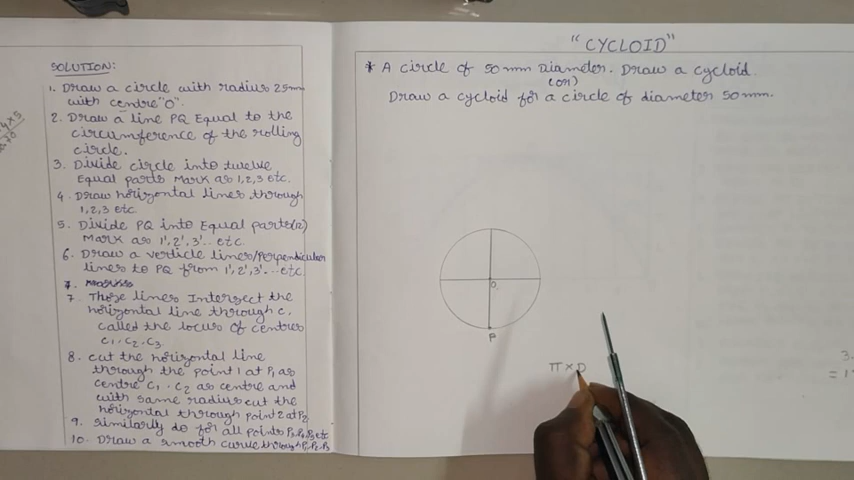 SOLUTION:
1. Draw a circle with radius 25mm
with centre "O".
2. Draw a line PQ Equal to the
circumference of the rolling
circle.
3. Divide circle into twelve
Equal parts Mark as 1,2,3 etc.
4. Draw horizontal lines through
1,2,3 etc
5. Divide PQ into Equal parts(12)
Mark as 1', 2', 3'.. etc
6. Draw a verticle lines/Perpendicular
lines to PQ from 1', 2', 3'... etc
7. Those lines Intersect the
horizontal line through c,
called the locus of centres
C1. C2. C3.
8. cut the horizontal line
through the point 1 at P1 as
centre C1. C2 as centre and
with same radius cut the
horizontal through point 2 at P2
9. Similarly do for all points P3, P4, P5 etc
10. Draw a smooth curve through P1, P2, P3
"CYCLOID"
* A circle of 50 mm Diameter. Draw a cycloid.
(or)
Draw a cycloid for a circle of diameter 50 mm.
O
P
π × D